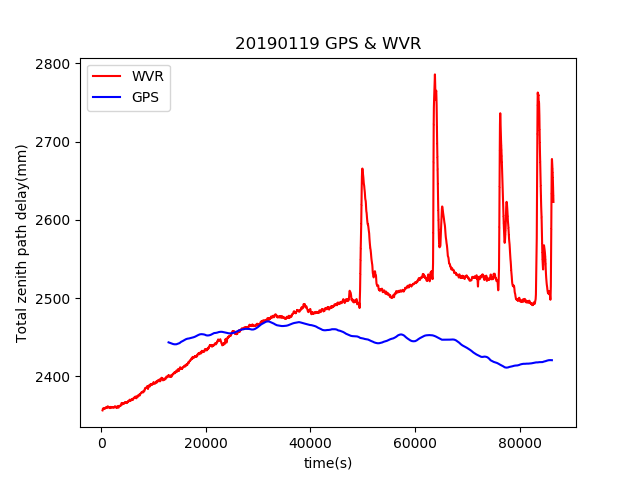 20190119 GPS & WVR
WVR
GPS
Total zenith path delay(mm)
2800
2700
2600
2500
2400
0 20000 40000 60000 80000
time(s)